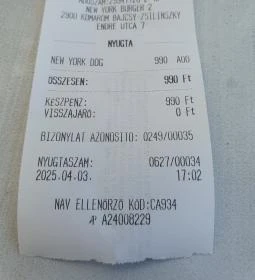 NEW YORK BURGER 2
2900 KOMÁROM BAJCSY-ZSILINSZKY
ENDRE UTCA 7
NYUGTA
NEW YORK DOG 990 A00
ÖSSZESEN: 990 Ft
KÉSZPÉNZ: 990 Ft
VISSZAJÁRÓ: 0 Ft
BIZONYLAT AZONOSÍTÓ: 0249/00035
NYUGTASZÁM: 0627/00034
2025.04.03. 17:02
NAV ELLENŐRZŐ KÓD:CA934
AP A24008229